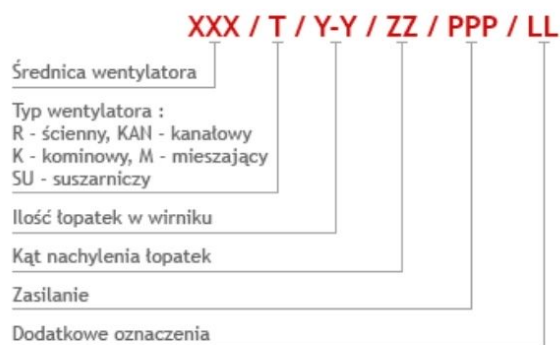 XXX / T / Y-Y / ZZ / PPP / LL
Średnica wentylatora
Typ wentylatora :
R - ścienny, KAN - kanałowy
K - kominowy, M - mieszający
SU - suszarniczy
Ilość łopatek w wirniku
Kąt nachylenia łopatek
Zasilanie
Dodatkowe oznaczenia